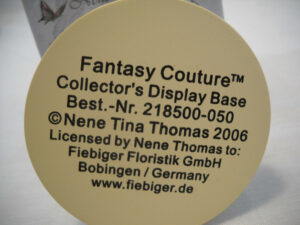 Fantasy Couture™
Collector's Display Base
Best.-Nr. 218500-050
©Nene Tina Thomas 2006
Licensed by Nene Thomas to:
Fiebiger Floristik GmbH
Bobingen / Germany
www.fiebiger.de